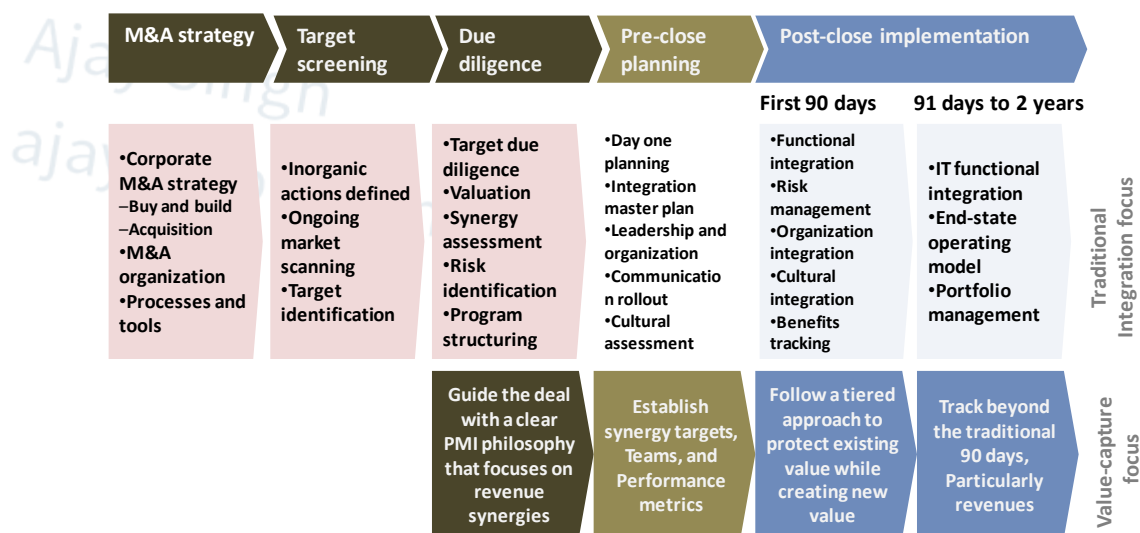 M&A strategy
Target
screening
Due
diligence
Pre-close
planning
Post-close implementation
First 90 days
91 days to 2 years
•Corporate
M&A strategy
–Buy and build
–Acquisition
•M&A
organization
•Processes and
tools
•Inorganic
actions defined
•Ongoing
market
scanning
•Target
identification
•Target due
diligence
•Valuation
•Synergy
assessment
•Risk
identification
•Program
structuring
•Day one
planning
•Integration
master plan
•Leadership and
organization
•Communicatio
n rollout
•Cultural
assessment
•Functional
integration
•Risk
management
•Organization
integration
•Cultural
integration
•Benefits
tracking
•IT functional
integration
•End-state
operating
model
•Portfolio
management
Traditional
Integration focus
Guide the deal
with a clear
PMI philosophy
that focuses on
revenue
synergies
Establish
synergy targets,
Teams, and
Performance
metrics
Follow a tiered
approach to
protect existing
value while
creating new
value
Track beyond
the traditional
90 days,
Particularly
revenues
Value-capture
focus
Ajay Singh